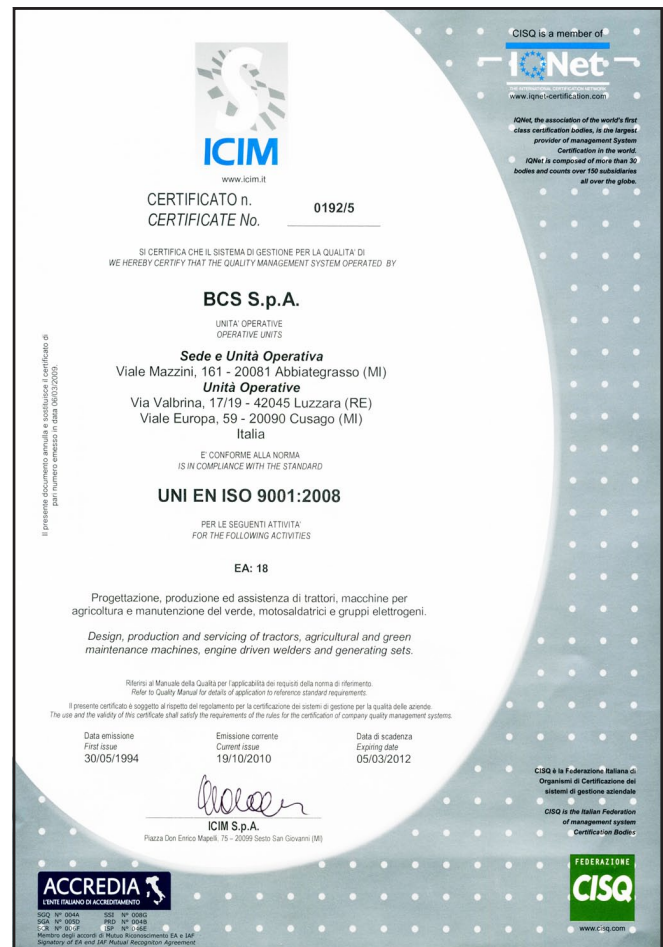 ICIM
www.icim.it
CERTIFICATO n.
CERTIFICATE No.
0192/5
SI CERTIFICA CHE IL SISTEMA DI GESTIONE PER LA QUALITA' DI
WE HEREBY CERTIFY THAT THE QUALITY MANAGEMENT SYSTEM OPERATED BY
BCS S.p.A.
UNITA' OPERATIVE
OPERATIVE UNITS
Sede e Unità Operativa
Viale Mazzini, 161 - 20081 Abbiategrasso (MI)
Unità Operative
Via Valbrina, 17/19 - 42045 Luzzara (RE)
Viale Europa, 59 - 20090 Cusago (MI)
Italia
E' CONFORME ALLA NORMA
IS IN COMPLIANCE WITH THE STANDARD
UNI EN ISO 9001:2008
PER LE SEGUENTI ATTIVITA'
FOR THE FOLLOWING ACTIVITIES
EA: 18
Progettazione, produzione ed assistenza di trattori, macchine per
agricoltura e manutenzione del verde, motosaldatrici e gruppi elettrogeni.
Design, production and servicing of tractors, agricultural and green
maintenance machines, engine driven welders and generating sets.
Riferirsi al Manuale della Qualità per l'applicabilità dei requisiti della norma di riferimento.
Refer to Quality Manual for details of application to reference standard requirements.
Il presente certificato è soggetto al rispetto del regolamento per la certificazione dei sistemi di gestione per la qualità delle aziende.
The use and the validity of this certificate shall satisfy the requirements of the rules for the certification of company quality management systems.
Data emissione
First issue
30/05/1994
Emissione corrente
Current issue
19/10/2010
Data di scadenza
Expiring date
05/03/2012
ICIM S.p.A.
Piazza Don Enrico Mapelli, 75 – 20099 Sesto San Giovanni (MI)
Il presente documento annulla e sostituisce il certificato di
pari numero emesso in data 06/03/2009.
CISQ is a member of
IQNet
THE INTERNATIONAL CERTIFICATION NETWORK
www.iqnet-certification.com
IQNet, the association of the world's first
class certification bodies, is the largest
provider of management System
Certification in the world.
IQNet is composed of more than 30
bodies and counts over 150 subsidiaries
all over the globe.
CISQ è la Federazione Italiana di
Organismi di Certificazione dei
sistemi di gestione aziendale
CISQ is the Italian Federation
of management system
Certification Bodies
FEDERAZIONE
CISQ
www.cisq.com
ACCREDIA
L'ENTE ITALIANO DI ACCREDITAMENTO
SGQ N° 004A SSI N° 008G
SGA N° 005D PRD N° 004B
SCR N° 006F ISP N° 046E
Membro degli accordi di Mutuo Riconoscimento EA e IAF
Signatory of EA end IAF Mutual Recogniton Agreement